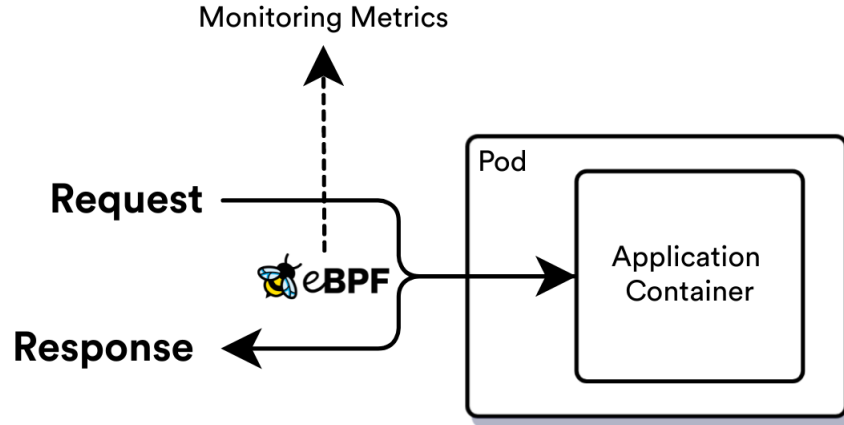 Monitoring Metrics
Pod
Request
Application
Container
eBPF
Response